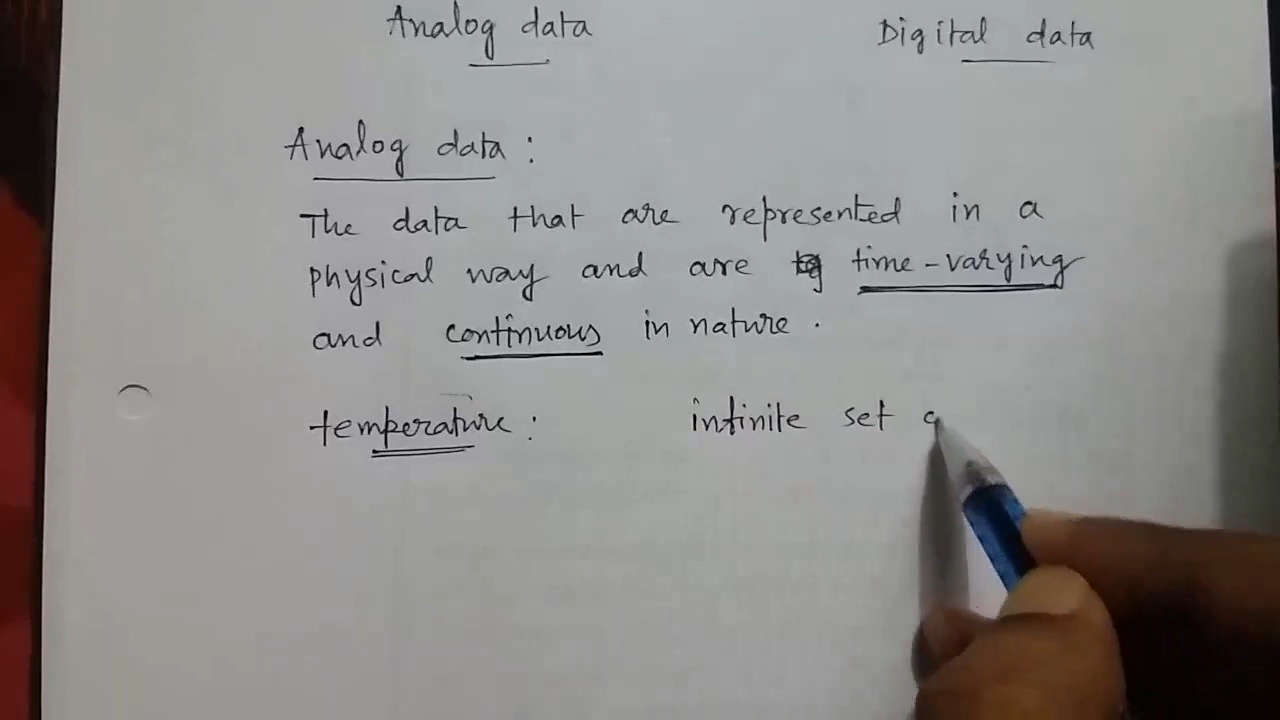 Analog data Digital data
Analog data :
The data that are represented in a
physical way and are time-varying
and continuous in nature .
temperature : infinite set